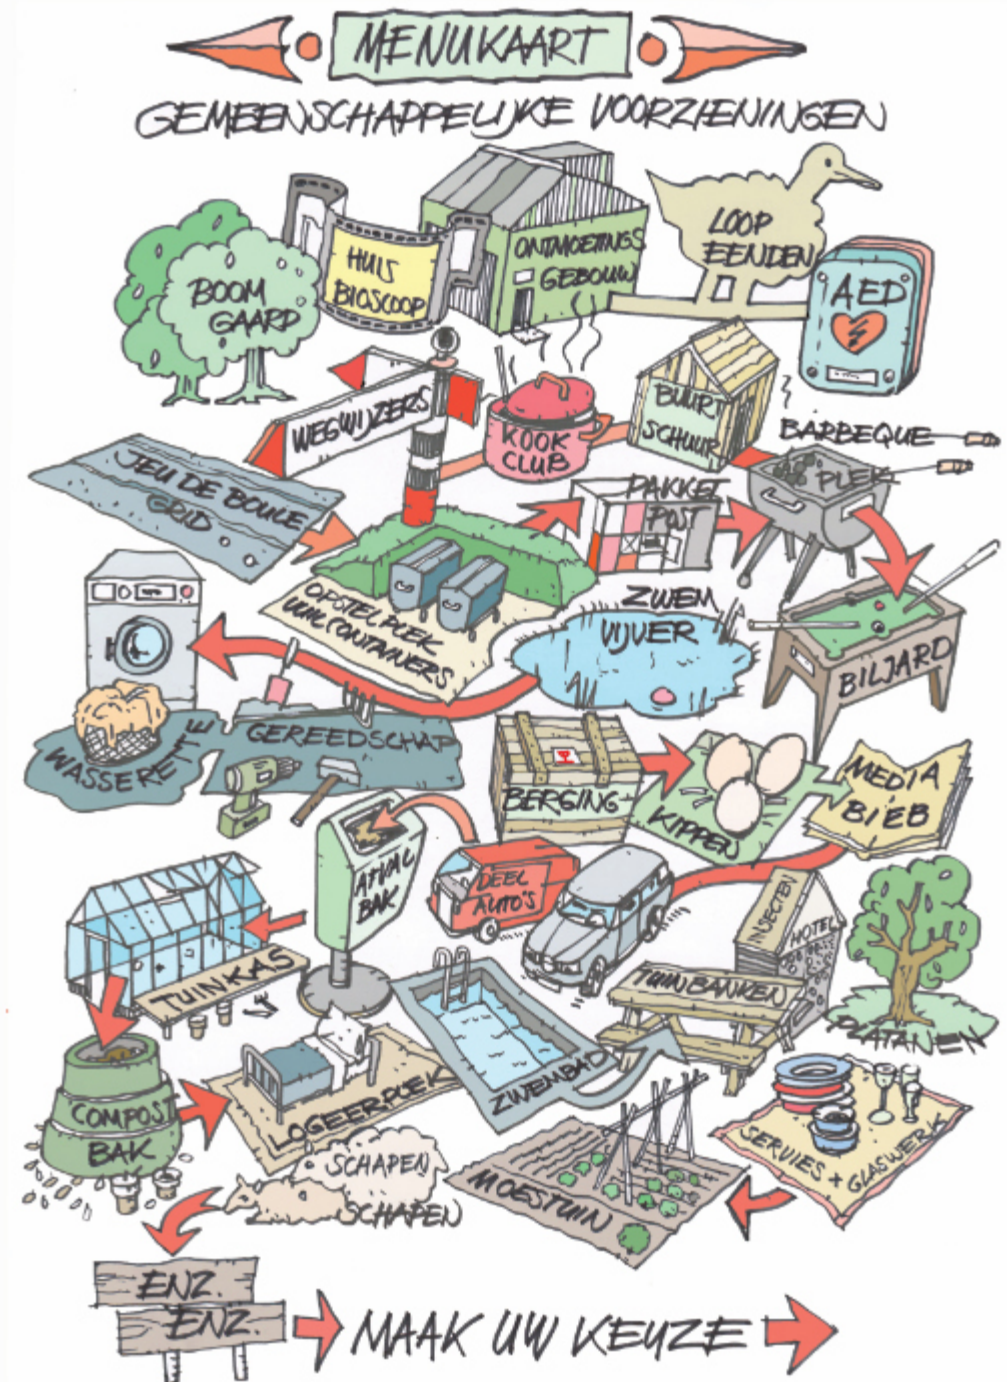 MENUKAART
GEMEENSCHAPPELIJKE VOORZIENINGEN
BOOM
GAARD
HUIS
BIOSCOOP
ONTMOETINGS
GEBOUW
LOOP
EENDEN
AED
WEGWIJZERS
KOOK
CLUB
BUURT
SCHUUR
BARBEQUE
PLEK
JEU DE BOULE
GRID
PAKKET
POST
OPSTELPLEK
VUILCONTAINERS
ZWEM
VIJVER
BILJARD
WASSERETTE
GEREEDSCHAP
BERGING
KIPPEN
MEDIA
BIEB
AFVAL
BAK
DEEL
AUTO'S
INSECTEN
HOTEL
TUINKAS
TUINBANKEN
PLATANEN
COMPOST
BAK
LOGEERPLEK
ZWEMBAD
SERVIES + GLASWERK
SCHAPEN
SCHAPEN
MOESTUIN
ENZ.
ENZ.
MAAK UW KEUZE